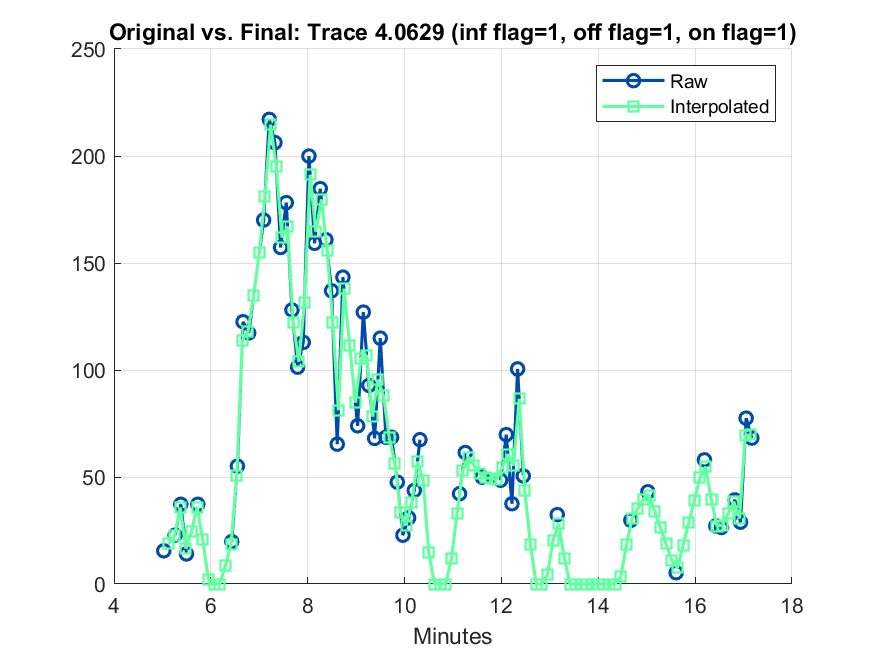 Original vs. Final: Trace 4.0629 (inf flag=1, off flag=1, on flag=1)
250
200
150
100
50
0
Raw
Interpolated
4 6 8 10 12 14 16 18
Minutes